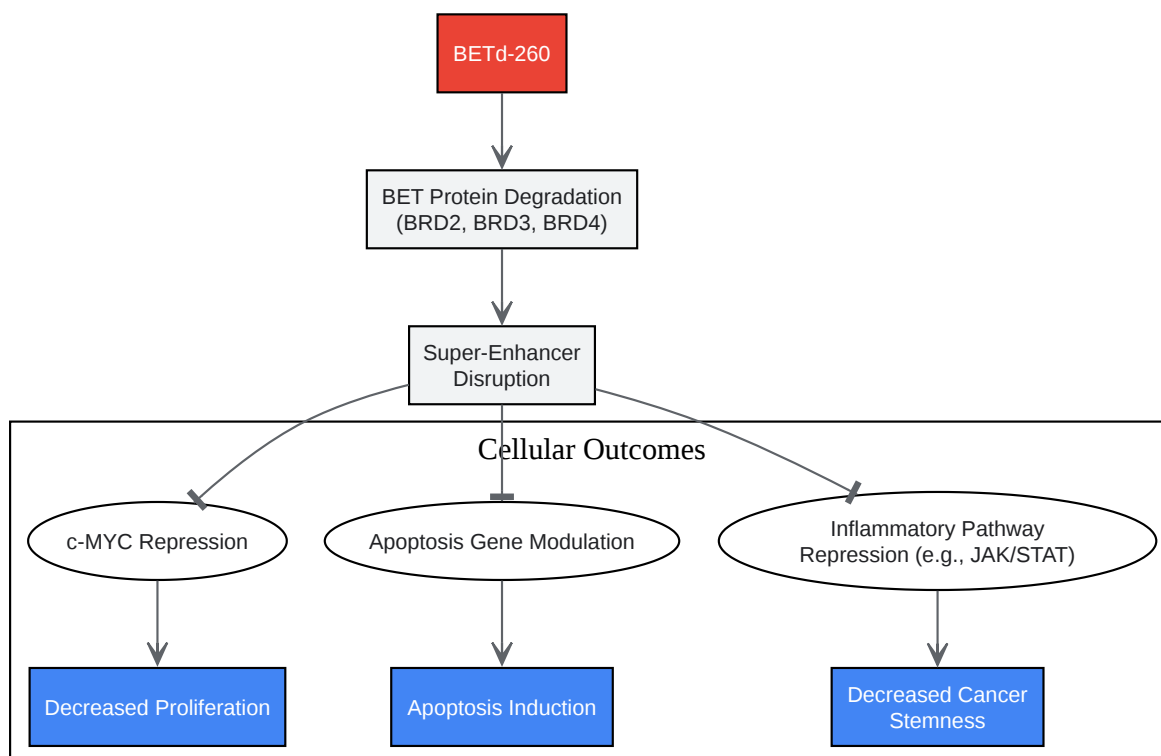 BETd-260
BET Protein Degradation
(BRD2, BRD3, BRD4)
Super-Enhancer
Disruption
Cellular Outcomes
c-MYC Repression
Apoptosis Gene Modulation
Inflammatory Pathway
Repression (e.g., JAK/STAT)
Decreased Proliferation
Apoptosis Induction
Decreased Cancer
Stemness